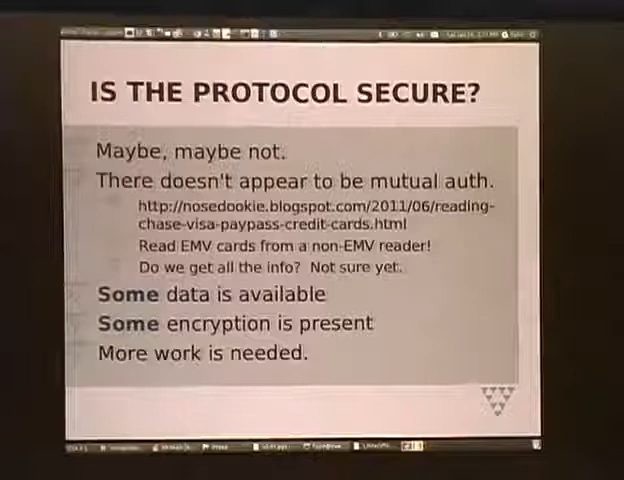 IS THE PROTOCOL SECURE?
Maybe, maybe not.
There doesn't appear to be mutual auth.
http://nosedookie.blogspot.com/2011/06/reading-
chase-visa-paypass-credit-cards.html
Read EMV cards from a non-EMV reader!
Do we get all the info? Not sure yet.
Some data is available
Some encryption is present
More work is needed.